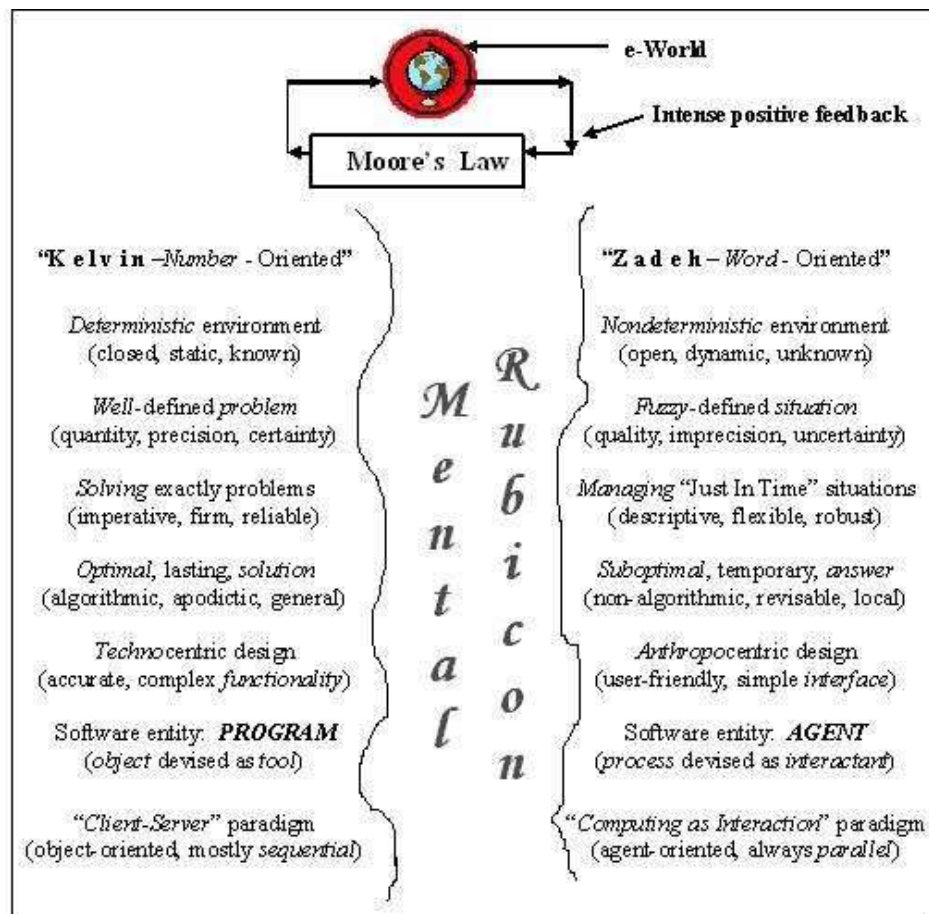 e-World
Intense positive feedback
Moore's Law
"Kelvin –Number - Oriented"
Deterministic environment
(closed, static, known)
Well-defined problem
(quantity, precision, certainty)
Solving exactly problems
(imperative, firm, reliable)
Optimal, lasting, solution
(algorithmic, apodictic, general)
Technocentric design
(accurate, complex functionality)
Software entity: PROGRAM
(object devised as tool)
"Client-Server" paradigm
(object-oriented, mostly sequential)
Mental
Rubicon
"Zadeh – Word - Oriented"
Nondeterministic environment
(open, dynamic, unknown)
Fuzzy-defined situation
(quality, imprecision, uncertainty)
Managing "Just In Time" situations
(descriptive, flexible, robust)
Suboptimal, temporary, answer
(non-algorithmic, revisable, local)
Anthropocentric design
(user-friendly, simple interface)
Software entity: AGENT
(process devised as interactant)
"Computing as Interaction" paradigm
(agent-oriented, always parallel)